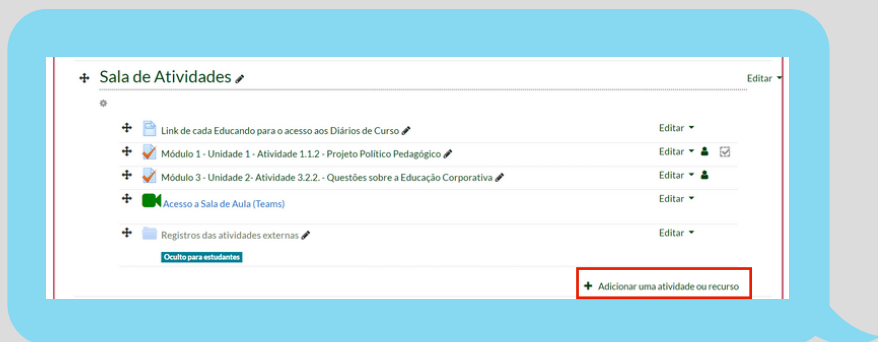 Sala de Atividades
Editar
Link de cada Educando para o acesso aos Diários de Curso
Editar
Módulo 1 - Unidade 1 - Atividade 1.1.2 - Projeto Político Pedagógico
Editar
Módulo 3 - Unidade 2- Atividade 3.2.2. - Questões sobre a Educação Corporativa
Editar
Acesso a Sala de Aula (Teams)
Editar
Registros das atividades externas
Editar
Oculto para estudantes
Adicionar uma atividade ou recurso